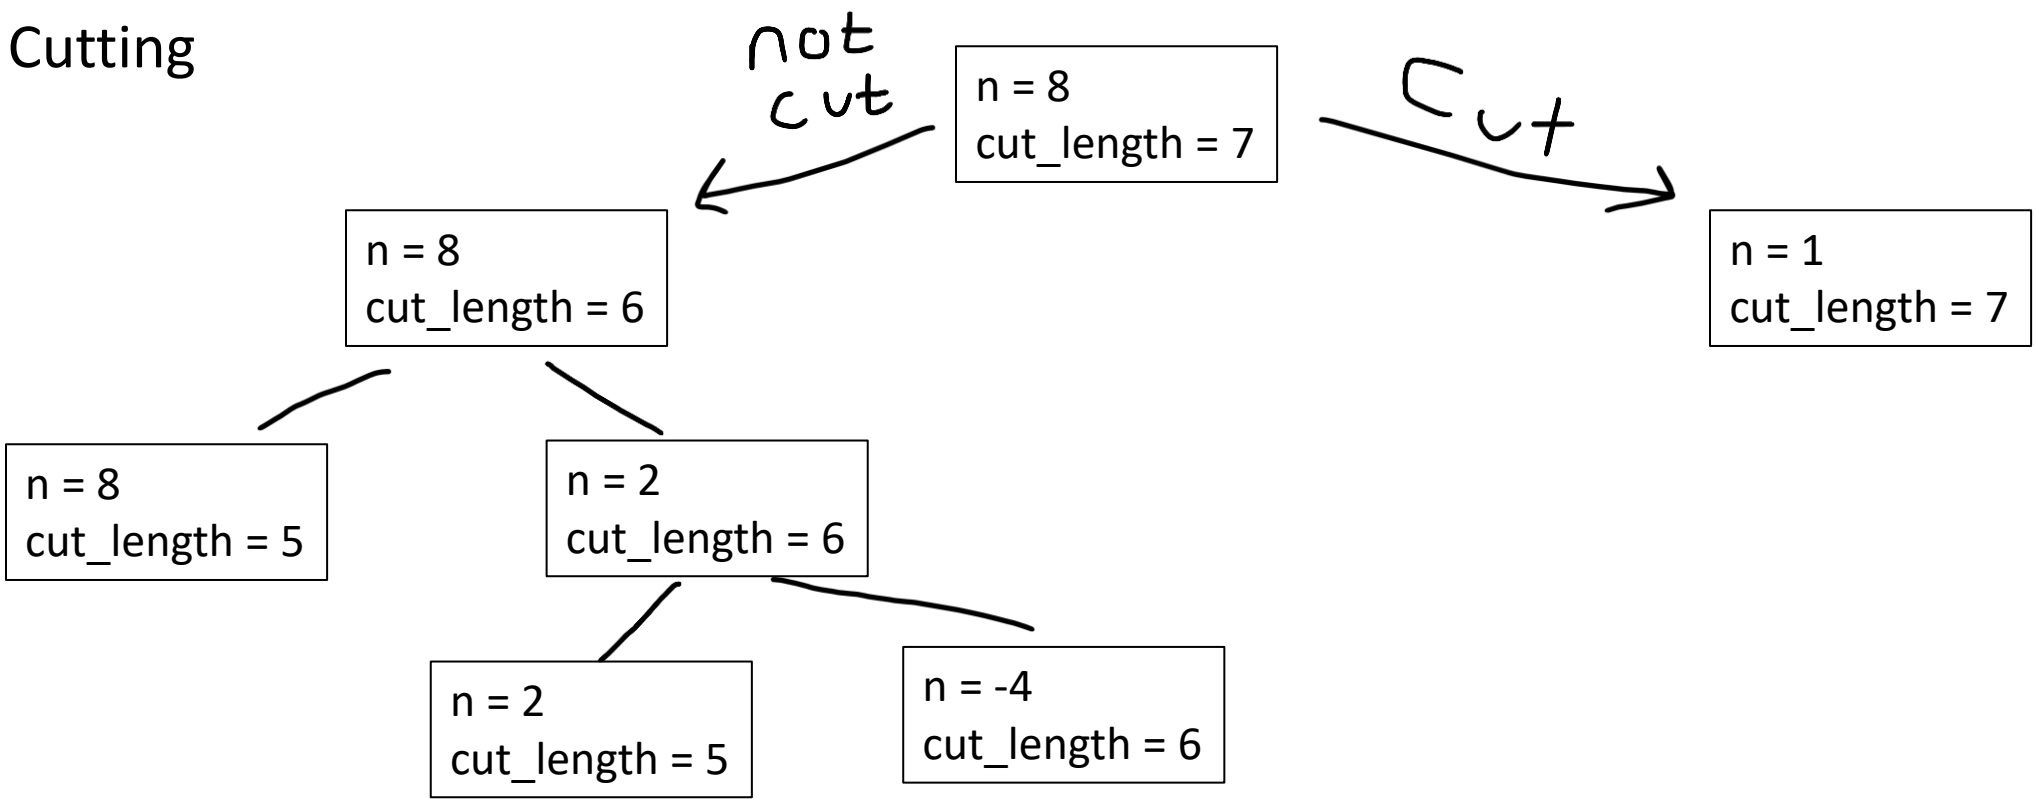 Cutting
not
cut
n = 8
cut_length = 7
Cut
n = 8
cut_length = 6
n = 1
cut_length = 7
n = 8
cut_length = 5
n = 2
cut_length = 6
n = 2
cut_length = 5
n = -4
cut_length = 6